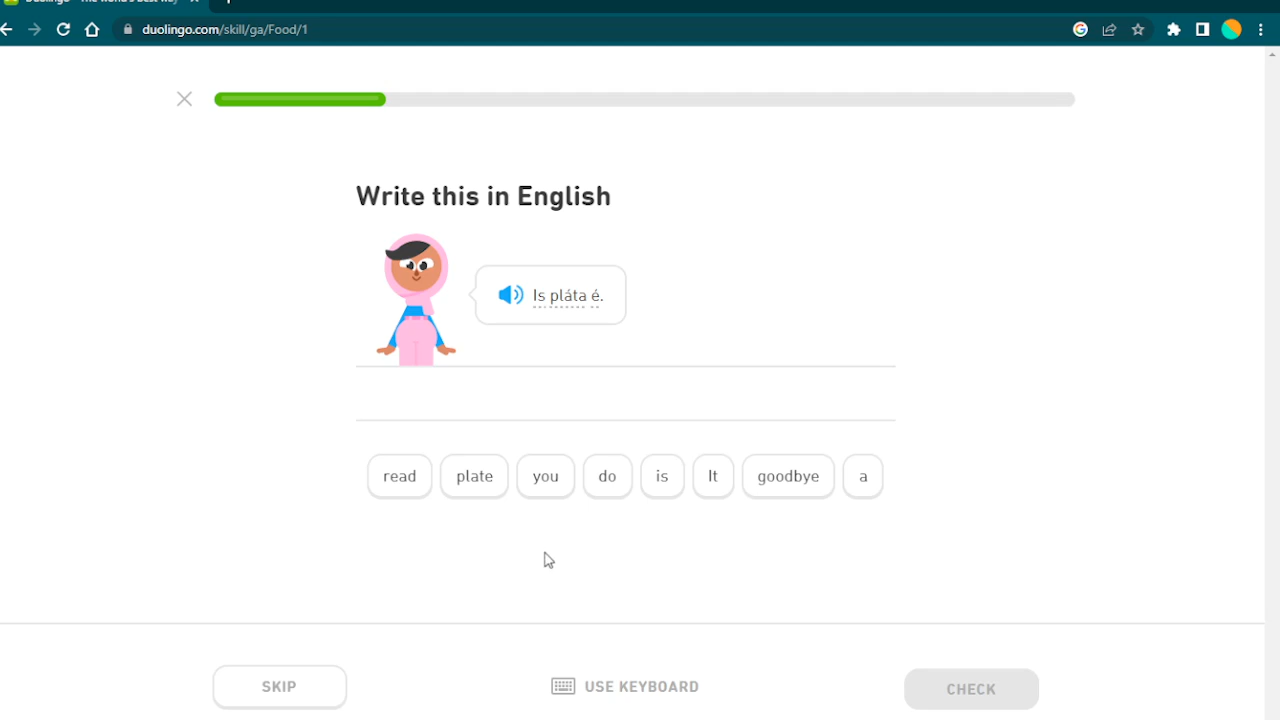 duolingo.com/skill/ga/Food/1
Write this in English
Is pláta é.
read plate you do is It goodbye a
SKIP USE KEYBOARD CHECK